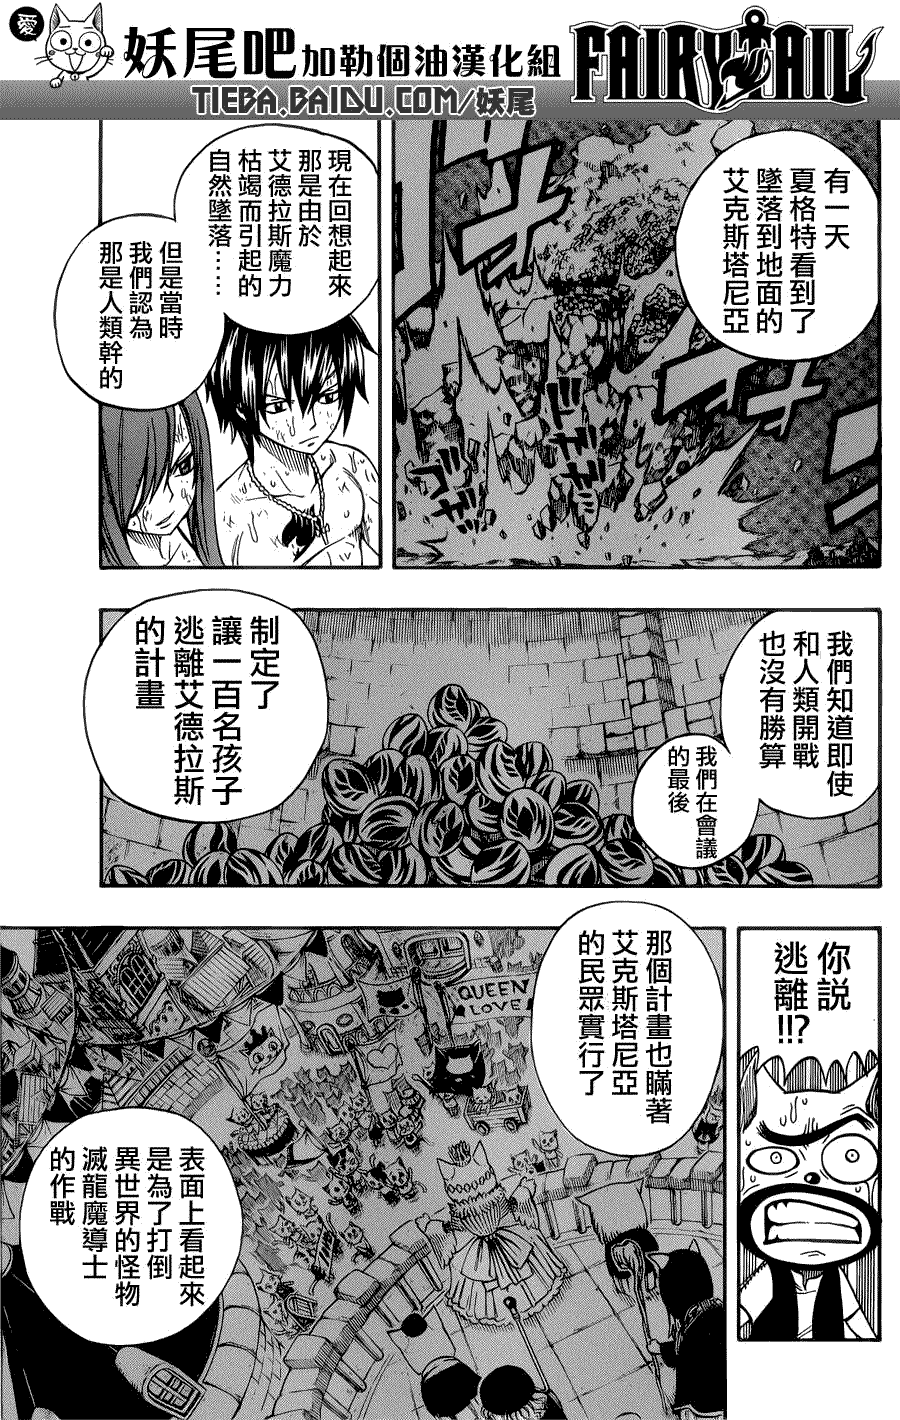 愛
妖尾吧加勒個油漢化組
FAIRY TAIL
TIEBA.BAIDU.COM/妖尾
有一天
夏格特看到了
墜落到地面的
艾克斯塔尼亞
現在回想起來
那是由於
艾德拉斯魔力
枯竭而引起的
自然墜落……
但是當時
我們認為
那是人類幹的
我們知道即使
和人類開戰
也沒有勝算
我們在會議
的最後
制定了
讓一百名孩子
逃離艾德拉斯
的計畫
你説
逃離!!?
那個計畫也瞞著
艾克斯塔尼亞
的民眾實行了
QUEEN
LOVE
表面上看起來
是為了打倒
異世界的怪物
滅龍魔導士
的作戰